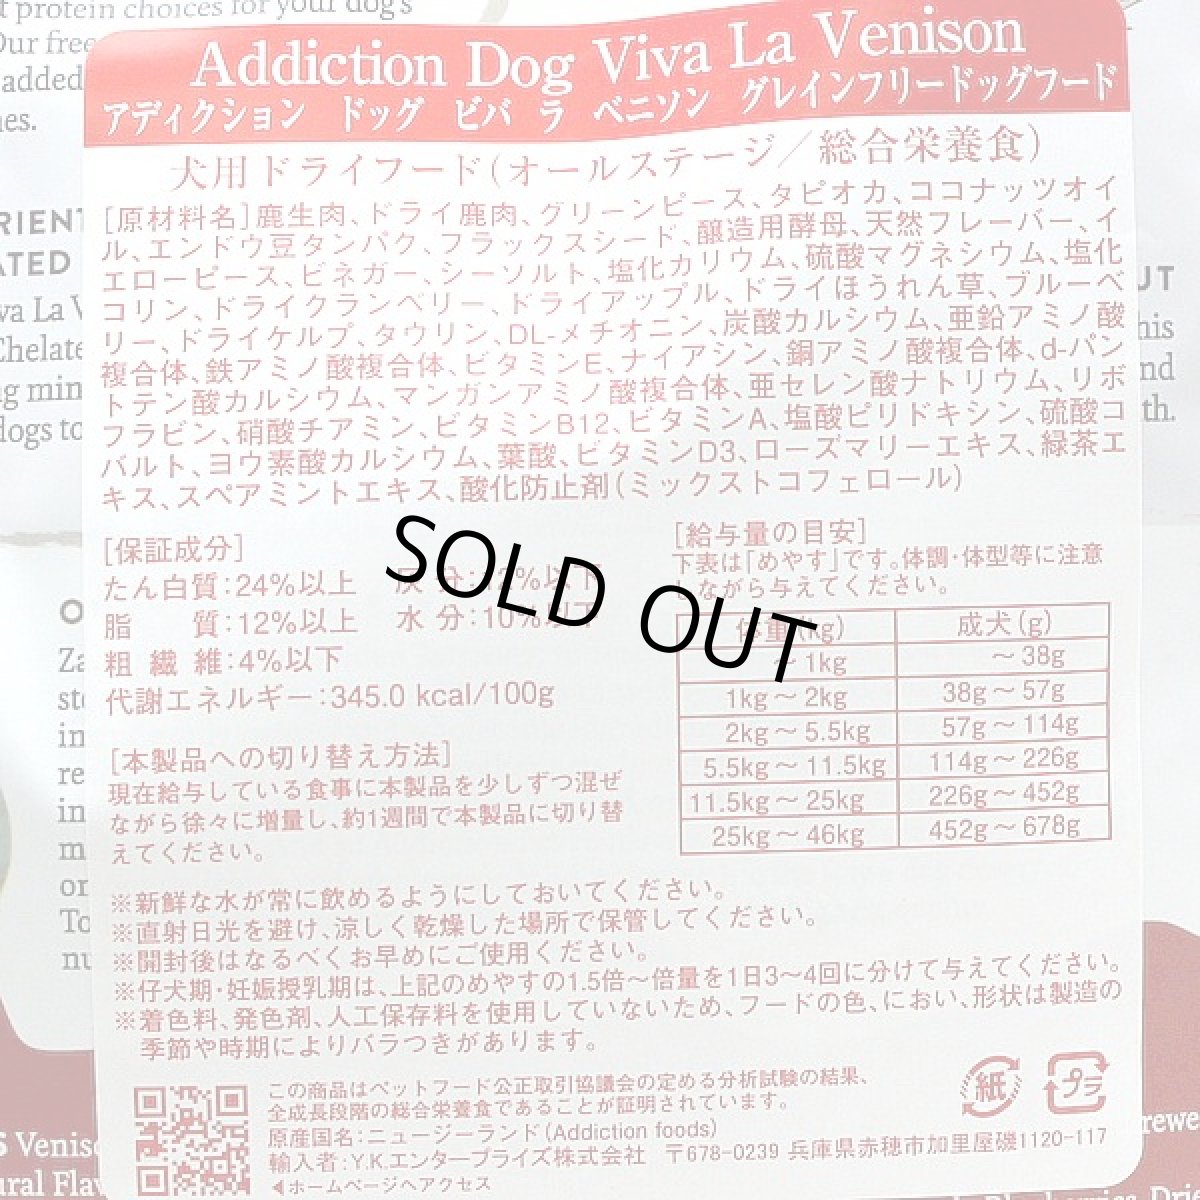 Addiction Dog Viva La Venison
アディクション ドッグ ビバ ラ ベニソン グレインフリードッグフード
犬用ドライフード(オールステージ/総合栄養食)
[原材料名]鹿生肉、ドライ鹿肉、グリーンピース、タピオカ、ココナッツオイ
ル、エンドウ豆タンパク、フラックスシード、醸造用酵母、天然フレーバー、イ
エローピース、ビネガー、シーソルト、塩化カリウム、硫酸マグネシウム、塩化
コリン、ドライクランベリー、ドライアップル、ドライほうれん草、ブルーベ
リー、ドライケルプ、タウリン、DL-メチオニン、炭酸カルシウム、亜鉛アミノ酸
複合体、鉄アミノ酸複合体、ビタミンE、ナイアシン、銅アミノ酸複合体、d-パン
トテン酸カルシウム、マンガンアミノ酸複合体、亜セレン酸ナトリウム、リボ
フラビン、硝酸チアミン、ビタミンB12、ビタミンA、塩酸ピリドキシン、硫酸コ
バルト、ヨウ素酸カルシウム、葉酸、ビタミンD3、ローズマリーエキス、緑茶エ
キス、スペアミントエキス、酸化防止剤(ミックストコフェロール)
[保証成分]
たん白質:24%以上 灰 分: 2%以下
脂 質:12%以上 水 分:10%以下
粗 繊 維:4%以下
代謝エネルギー:345.0 kcal/100g
[本製品への切り替え方法]
現在給与している食事に本製品を少しずつ混ぜ
ながら徐々に増量し、約1週間で本製品に切り替
えてください。
[給与量の目安]
下表は「めやす」です。体調・体型等に注意
しながら与えてください。
体重(kg) 成犬(g)
～1kg ～38g
1kg～2kg 38g～57g
2kg～5.5kg 57g～114g
5.5kg～11.5kg 114g～226g
11.5kg～25kg 226g～452g
25kg～46kg 452g～678g
SOLD OUT
※新鮮な水が常に飲めるようにしておいてください。
※直射日光を避け、涼しく乾燥した場所で保管してください。
※開封後はなるべくお早めにご使用ください。
※仔犬期・妊娠授乳期は、上記のめやすの1.5倍～倍量を1日3～4回に分けて与えてください。
※着色料、発色剤、人工保存料を使用していないため、フードの色、におい、形状は製造の
季節や時期によりバラつきがあります。
この商品はペットフード公正取引協議会の定める分析試験の結果、
全成長段階の総合栄養食であることが証明されています。
原産国名:ニュージーランド(Addiction foods)
輸入者:Y.K.エンタープライズ株式会社 〒678-0239 兵庫県赤穂市加里屋磯1120-117
◀ホームページへアクセス
紙
プラ